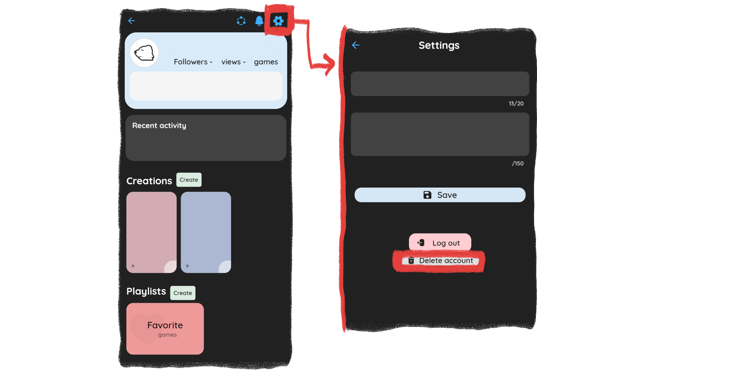 Followers -  views -  games
Recent activity
Creations Create
Playlists Create
Favorite
games
Settings
13/20
/150
Save
Log out
Delete account